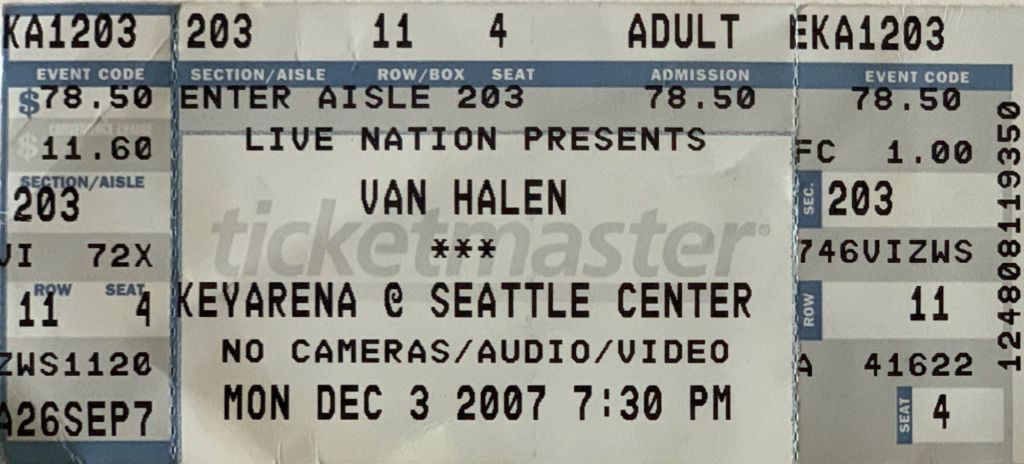 KA1203
EVENT CODE
$78.50
CONVENIENCE CHARGE
$11.60
SECTION/AISLE
203
VI 72X
ROW SEAT
11 4
ZWS1120
A26SEP7
203 11 4 ADULT
SECTION/AISLE ROW/BOX SEAT ADMISSION
ENTER AISLE 203 78.50
LIVE NATION PRESENTS
VAN HALEN
ticketmaster®
***
KEYARENA @ SEATTLE CENTER
NO CAMERAS/AUDIO/VIDEO
MON DEC 3 2007 7:30 PM
EKA1203
EVENT CODE
78.50
FC 1.00
SEC. 203
746VIZWS
ROW 11
A 41622
SEAT 4
1248081119350